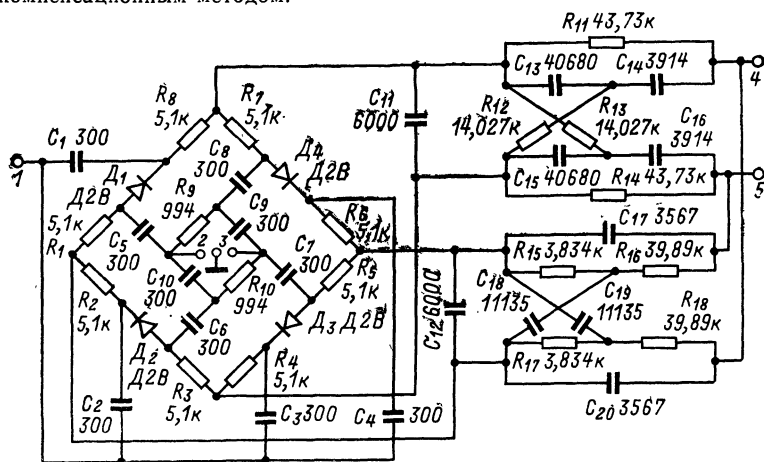 компенсационным методом.
R11 43,73к
C13 40680
C14 3914
4
R8
5,1к
R7
5,1к
C11
6000
R12
14,027к
R13
14,027к
C16
3914
C1 300
1
C8
300
Д4
Д2В
C15 40680
R14 43,73к
5
Д1
Д2В
R9
994
C9
300
R6
5,1к
C17 3567
5,1к
R1
C5
300
2
3
C7
300
R5
5,1к
R15 3,834к
R16 39,89к
R2
5,1к
C10
300
R10
994
C12 6000
C18
11135
C19
11135
R18
39,89к
C6
300
Д3 Д2В
Д2
Д2В
R17 3,834к
R3
5,1к
R4
5,1к
C2
300
C3 300
C4
300
C20 3567